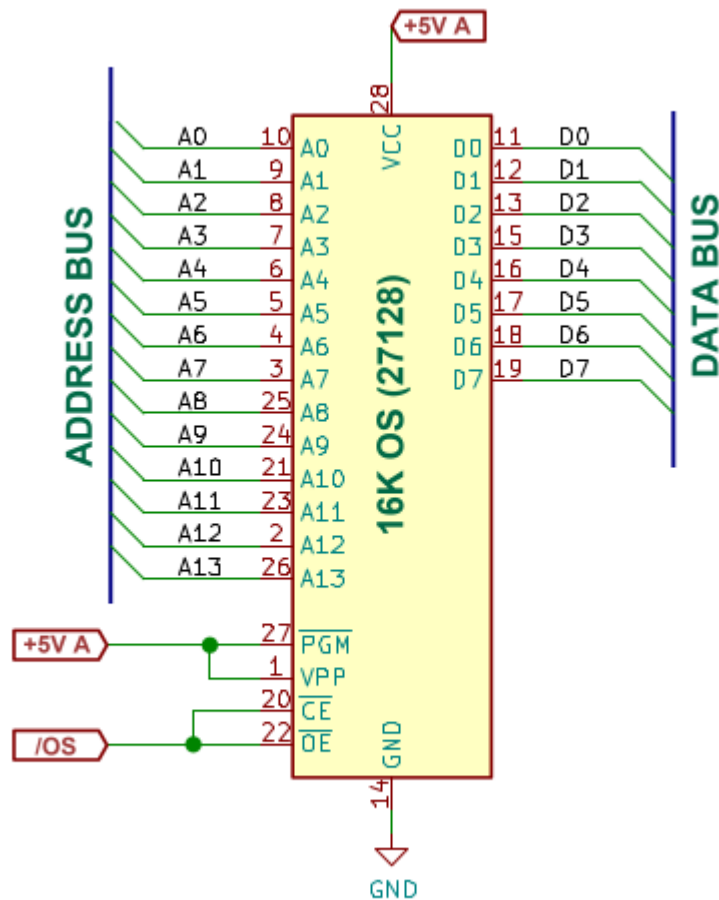 +5V A
28
VCC
A0 10 A0 D0 11 D0
A1 9 A1 D1 12 D1
A2 8 A2 D2 13 D2
A3 7 A3 D3 15 D3
A4 6 A4 D4 16 D4
A5 5 A5 D5 17 D5
A6 4 A6 D6 18 D6
A7 3 A7 D7 19 D7
A8 25 A8
A9 24 A9
A10 21 A10
A11 23 A11
A12 2 A12
A13 26 A13
ADDRESS BUS
16K OS (27128)
DATA BUS
+5V A 27 PGM
1 VPP
20 CE
/OS 22 OE
GND
14
GND